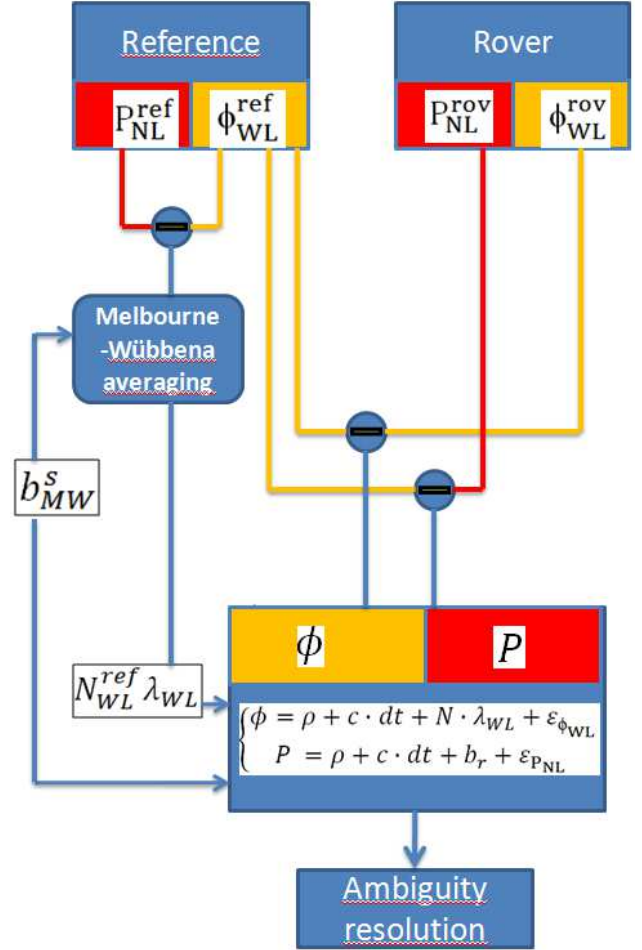 Reference
Rover
P_NL^ref
ϕ_WL^ref
P_NL^rov
ϕ_WL^rov
Melbourne
-Wübbena
averaging
b_MW^s
ϕ
P
N_WL^ref λ_WL
{ϕ = ρ + c · dt + N · λ_WL + ε_ϕ_WL
P = ρ + c · dt + b_r + ε_P_NL
Ambiguity
resolution